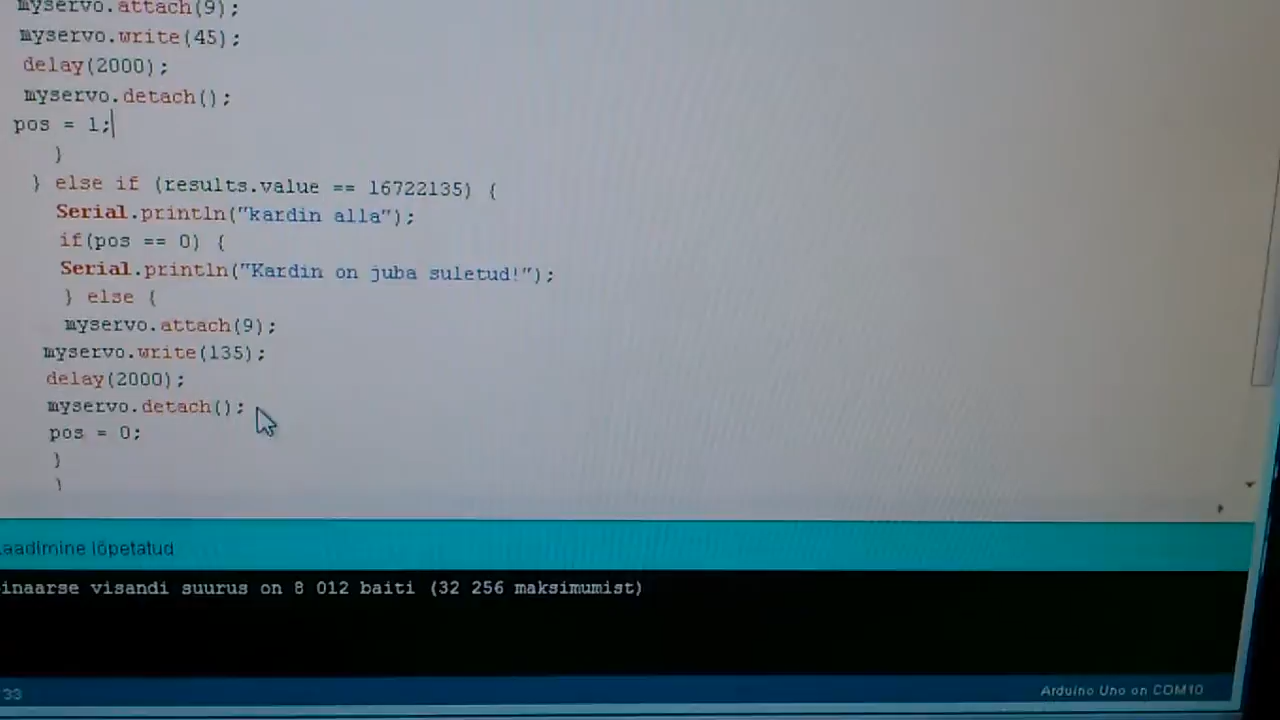 myservo.attach(9);
myservo.write(45);
delay(2000);
myservo.detach();
pos = 1;
}
} else if (results.value == 16722135) {
Serial.println("kardin alla");
if(pos == 0) {
Serial.println("Kardin on juba suletud!");
} else {
myservo.attach(9);
myservo.write(135);
delay(2000);
myservo.detach();
pos = 0;
}
}
aadimine lõpetatud
inaarse visandi suurus on 8 012 baiti (32 256 maksimumist)
33
Arduino Uno on COM10